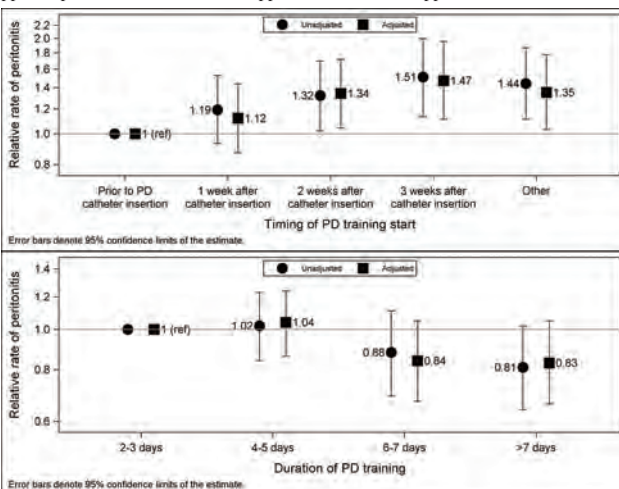 Unadjusted Adjusted
Relative rate of peritonitis
2.2
2.0
1.8
1.6
1.4
1.2
1.0
0.8
1 (ref)
1.19
1.12
1.32
1.34
1.51
1.47
1.44
1.35
Prior to PD catheter insertion
1 week after catheter insertion
2 weeks after catheter insertion
3 weeks after catheter insertion
Other
Timing of PD training start
Error bars denote 95% confidence limits of the estimate.
Unadjusted Adjusted
Relative rate of peritonitis
1.4
1.2
1.0
0.8
0.6
1 (ref)
1.02
1.04
0.88
0.84
0.81
0.83
2-3 days
4-5 days
6-7 days
>7 days
Duration of PD training
Error bars denote 95% confidence limits of the estimate.